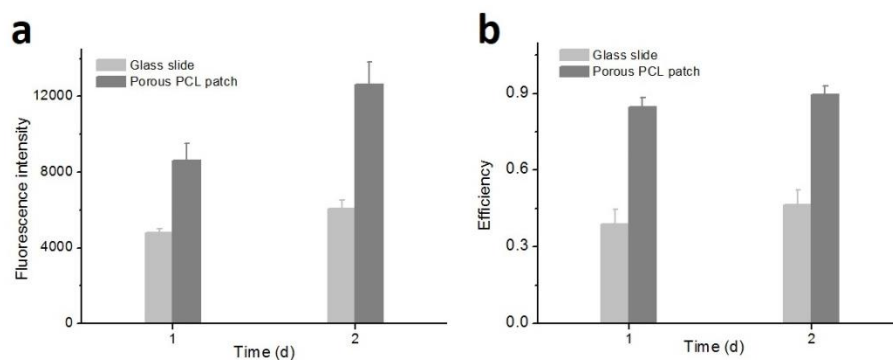 a
Glass slide
Porous PCL patch
12000
8000
4000
0
Fluorescence intensity
1
2
Time (d)
b
Glass slide
Porous PCL patch
0.9
0.6
0.3
0.0
Efficiency
1
2
Time (d)